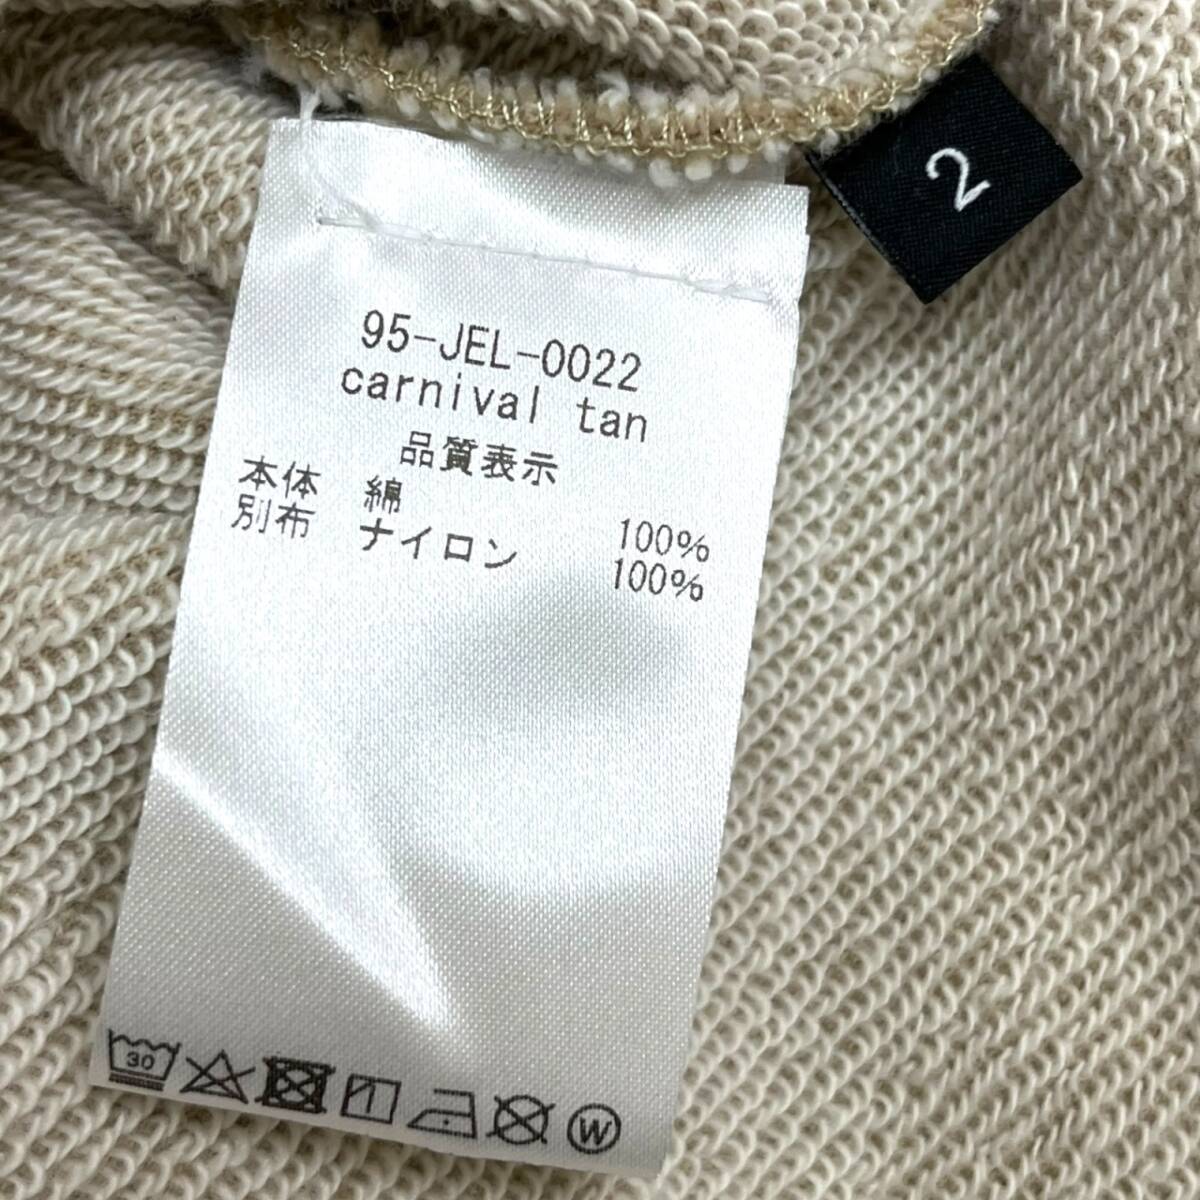 2
95-JEL-0022
carnival tan
品質表示
本体 綿 100%
別布 ナイロン 100%
30
W